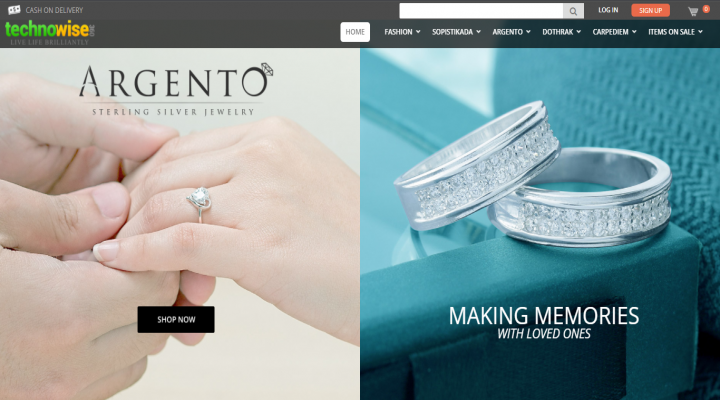 CASH ON DELIVERY
LOG IN
SIGN UP
0
technowise
LIVE LIFE BRILLIANTLY
HOME
FASHION
SOPISTIKADA
ARGENTO
DOTHRAK
CARPEDIEM
ITEMS ON SALE
ARGENTO
STERLING SILVER JEWELRY
SHOP NOW
MAKING MEMORIES
WITH LOVED ONES